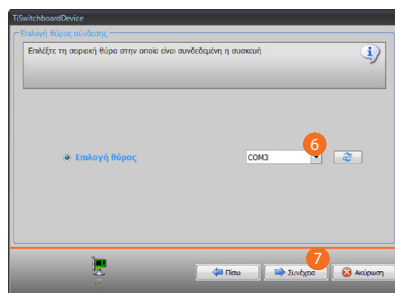 TiSwitchboardDevice
Επιλογή θύρας σύνδεσης
Επιλέξτε τη σειριακή θύρα στην οποία είναι συνδεδεμένη η συσκευή
6
Επιλογή θύρας COM3
7
Πίσω Συνέχεια Ακύρωση